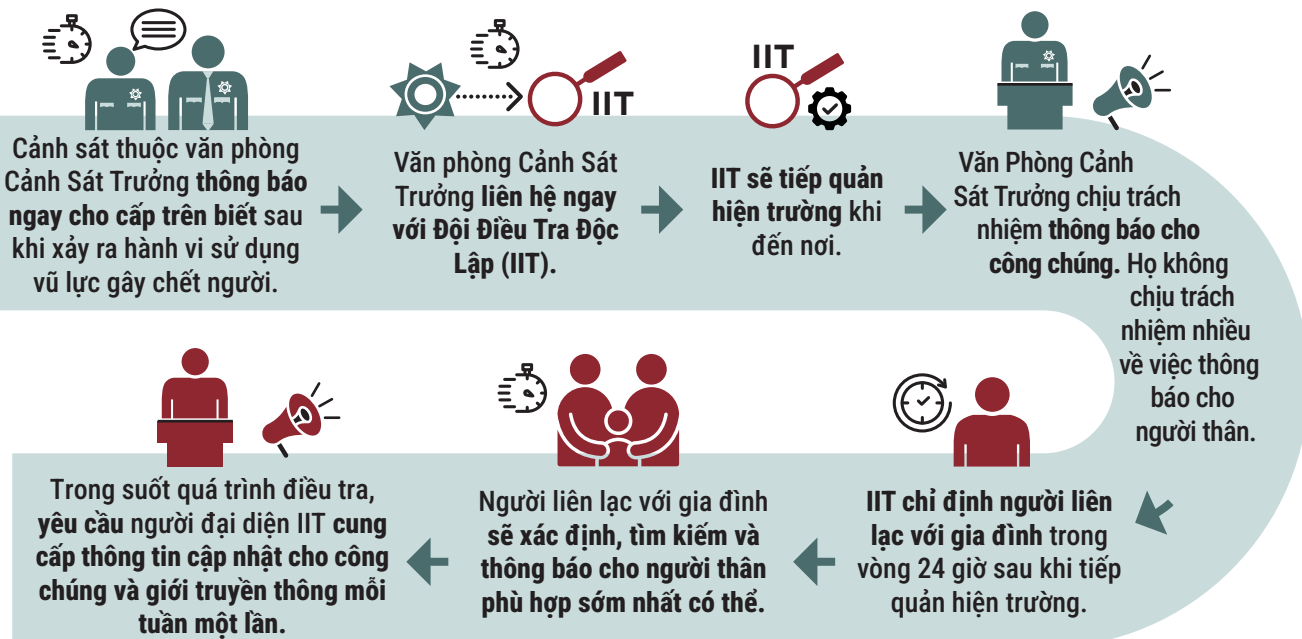 IIT
IIT
Cảnh sát thuộc văn phòng
Cảnh Sát Trưởng thông báo
ngay cho cấp trên biết sau
khi xảy ra hành vi sử dụng
vũ lực gây chết người.
Văn phòng Cảnh Sát
Trưởng liên hệ ngay
với Đội Điều Tra Độc
Lập (IIT).
IIT sẽ tiếp quản
hiện trường khi
đến nơi.
Văn Phòng Cảnh
Sát Trưởng chịu trách
nhiệm thông báo cho
công chúng. Họ không
chịu trách
nhiệm nhiều
về việc thông
báo cho
người thân.
IIT chỉ định người liên
lạc với gia đình trong
vòng 24 giờ sau khi tiếp
quản hiện trường.
Người liên lạc với gia đình
sẽ xác định, tìm kiếm và
thông báo cho người thân
phù hợp sớm nhất có thể.
Trong suốt quá trình điều tra,
yêu cầu người đại diện IIT cung
cấp thông tin cập nhật cho công
chúng và giới truyền thông mỗi
tuần một lần.